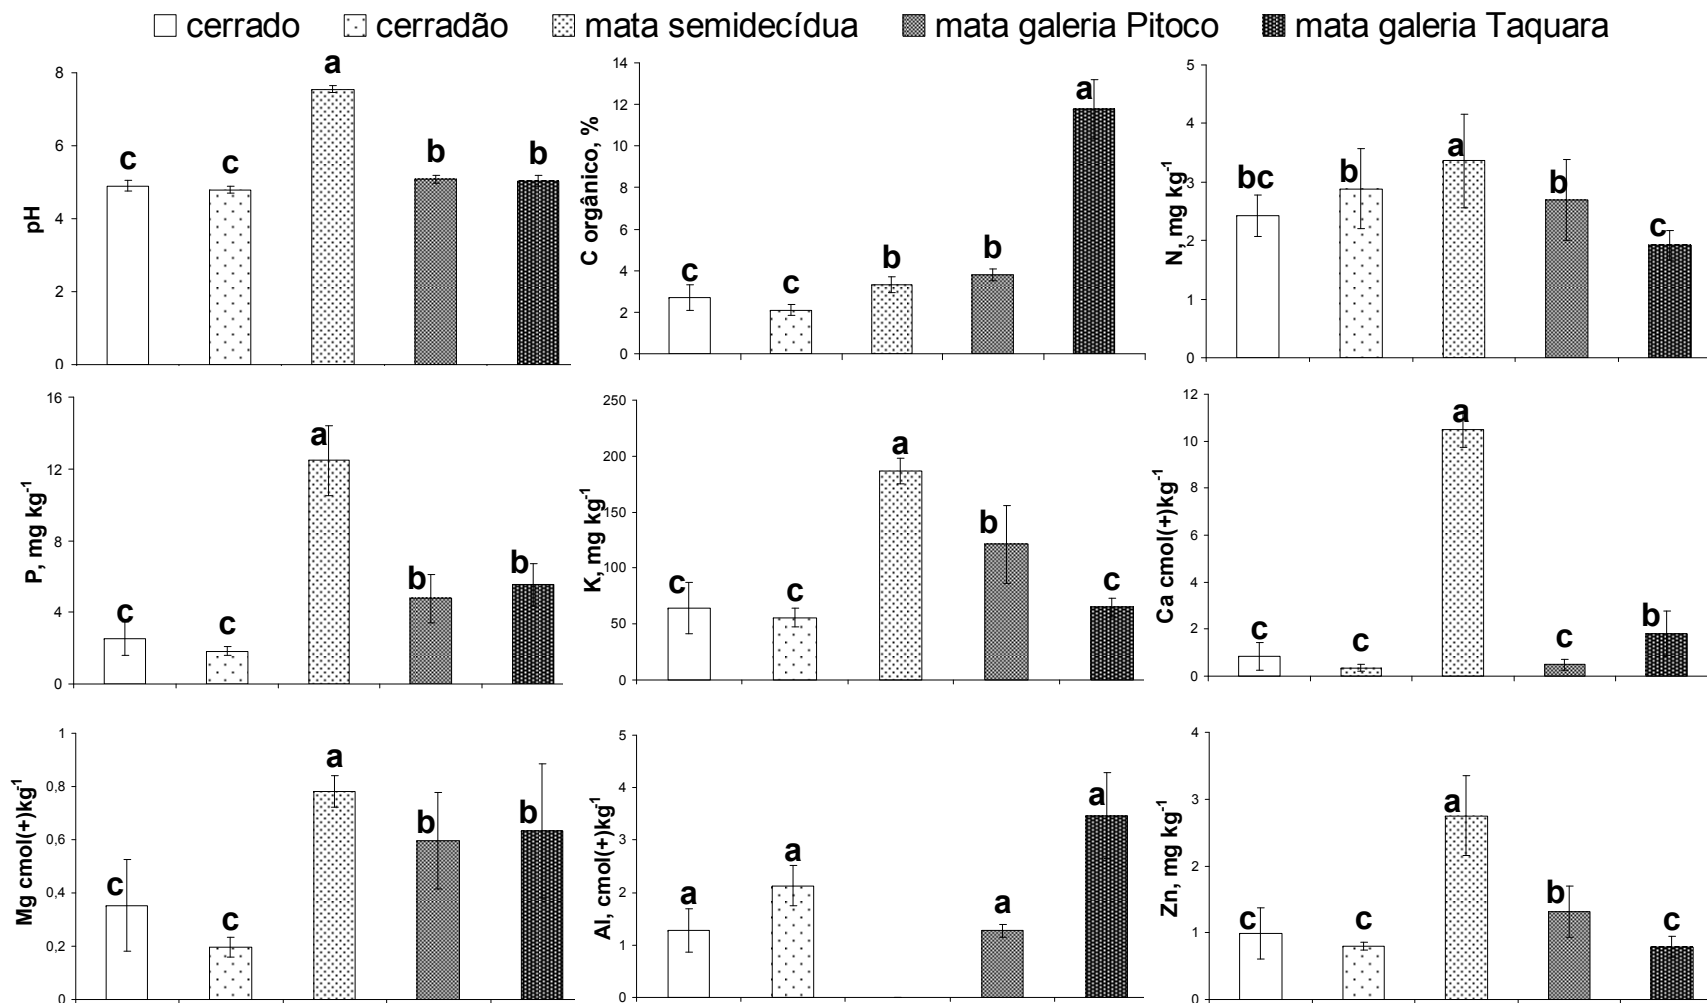 cerrado cerradão mata semidecídua mata galeria Pitoco mata galeria Taquara
pH
8
6
4
2
0
c c a b b
C orgânico, %
14
12
10
8
6
4
2
0
c c b b a
N, mg kg-1
5
4
3
2
1
0
bc b a b c
P, mg kg-1
16
12
8
4
0
c c a b b
K, mg kg-1
250
200
150
100
50
0
c c a b c
Ca cmol(+)kg-1
12
10
8
6
4
2
0
c c a c b
Mg cmol(+)kg-1
1
0,8
0,6
0,4
0,2
0
c c a b b
Al, cmol(+)kg-1
5
4
3
2
1
0
a a a a
Zn, mg kg-1
4
3
2
1
0
c c a b c